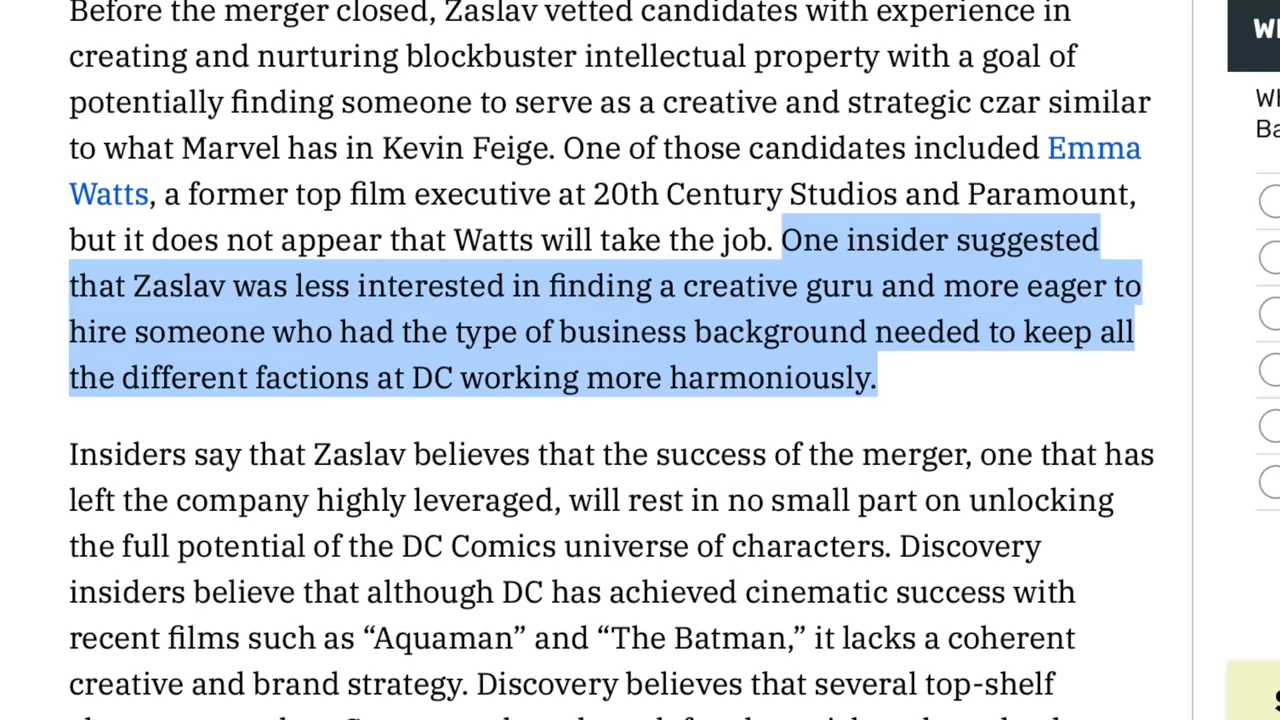 Before the merger closed, Zaslav vetted candidates with experience in
creating and nurturing blockbuster intellectual property with a goal of
potentially finding someone to serve as a creative and strategic czar similar
to what Marvel has in Kevin Feige. One of those candidates included Emma
Watts, a former top film executive at 20th Century Studios and Paramount,
but it does not appear that Watts will take the job. One insider suggested
that Zaslav was less interested in finding a creative guru and more eager to
hire someone who had the type of business background needed to keep all
the different factions at DC working more harmoniously.
Insiders say that Zaslav believes that the success of the merger, one that has
left the company highly leveraged, will rest in no small part on unlocking
the full potential of the DC Comics universe of characters. Discovery
insiders believe that although DC has achieved cinematic success with
recent films such as “Aquaman” and “The Batman,” it lacks a coherent
creative and brand strategy. Discovery believes that several top-shelf